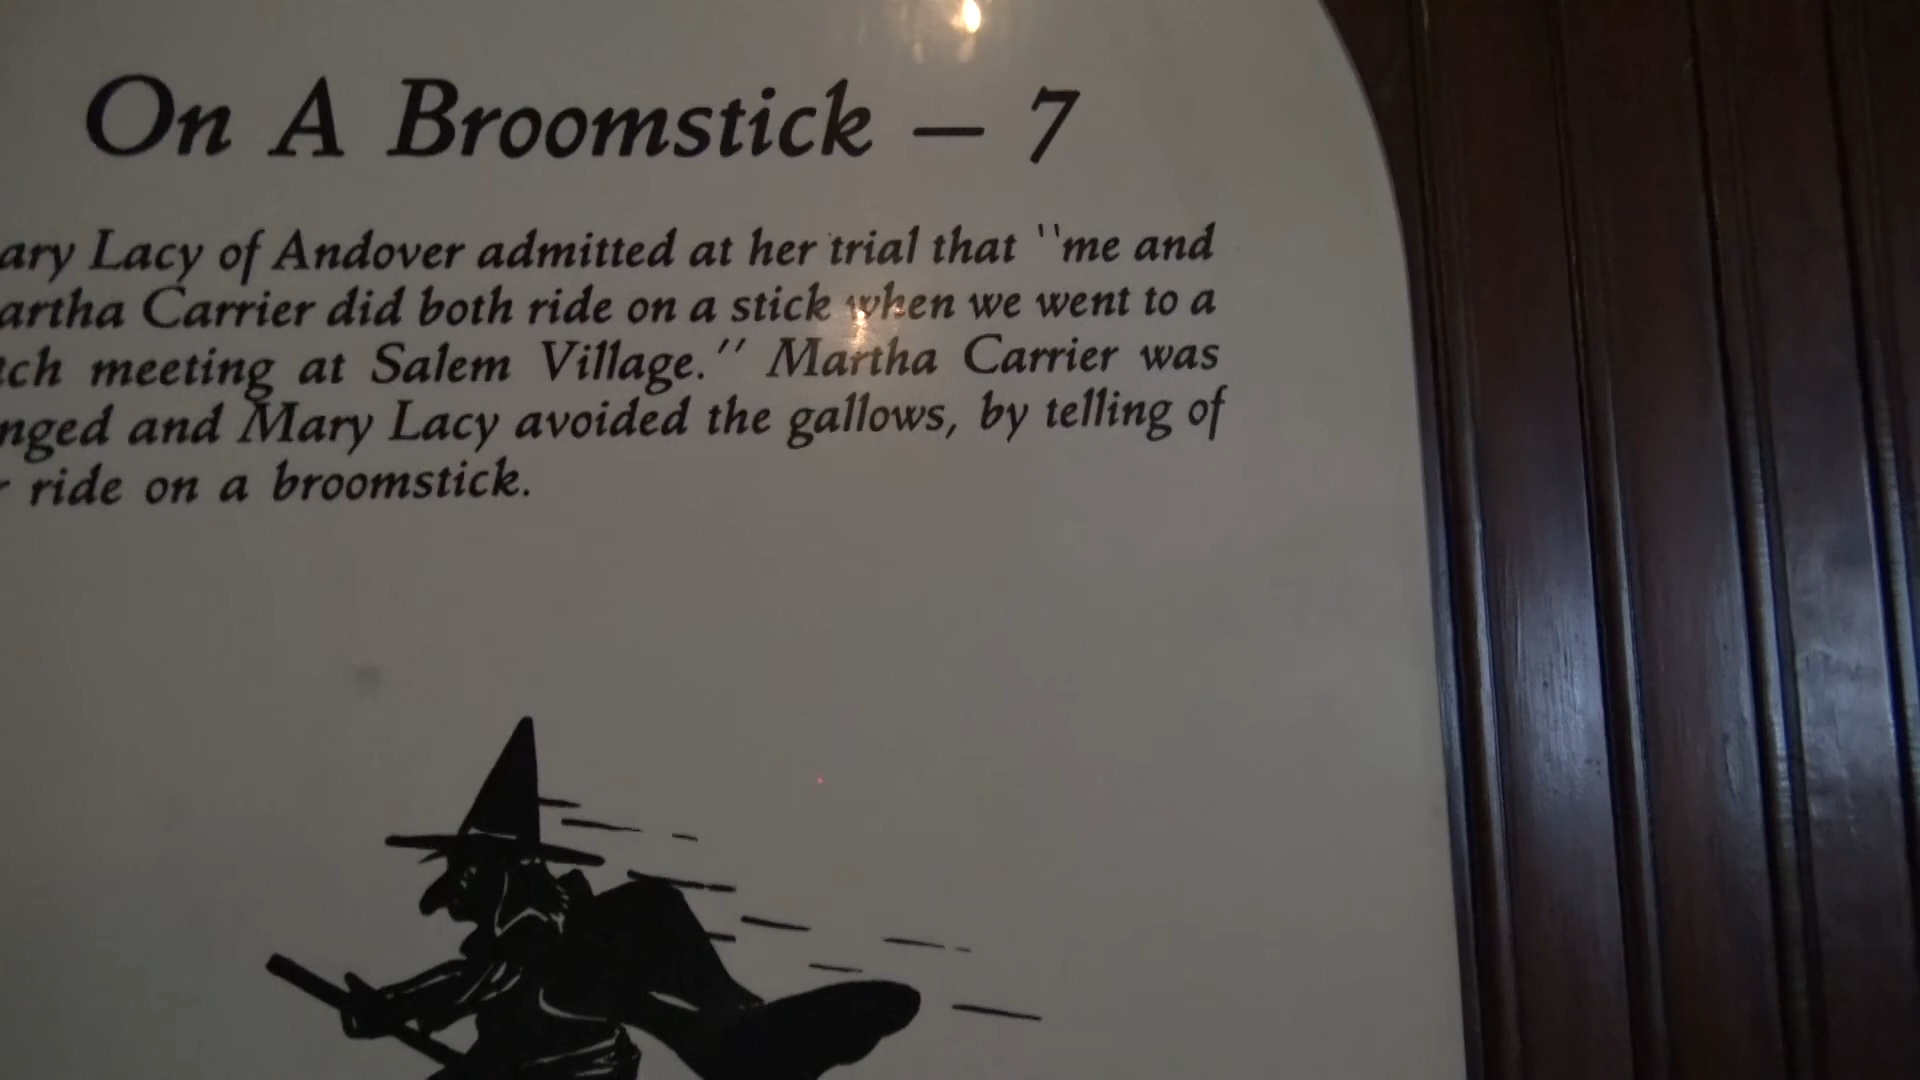 On A Broomstick — 7
ary Lacy of Andover admitted at her trial that "me and
artha Carrier did both ride on a stick when we went to a
tch meeting at Salem Village." Martha Carrier was
nged and Mary Lacy avoided the gallows, by telling of
r ride on a broomstick.